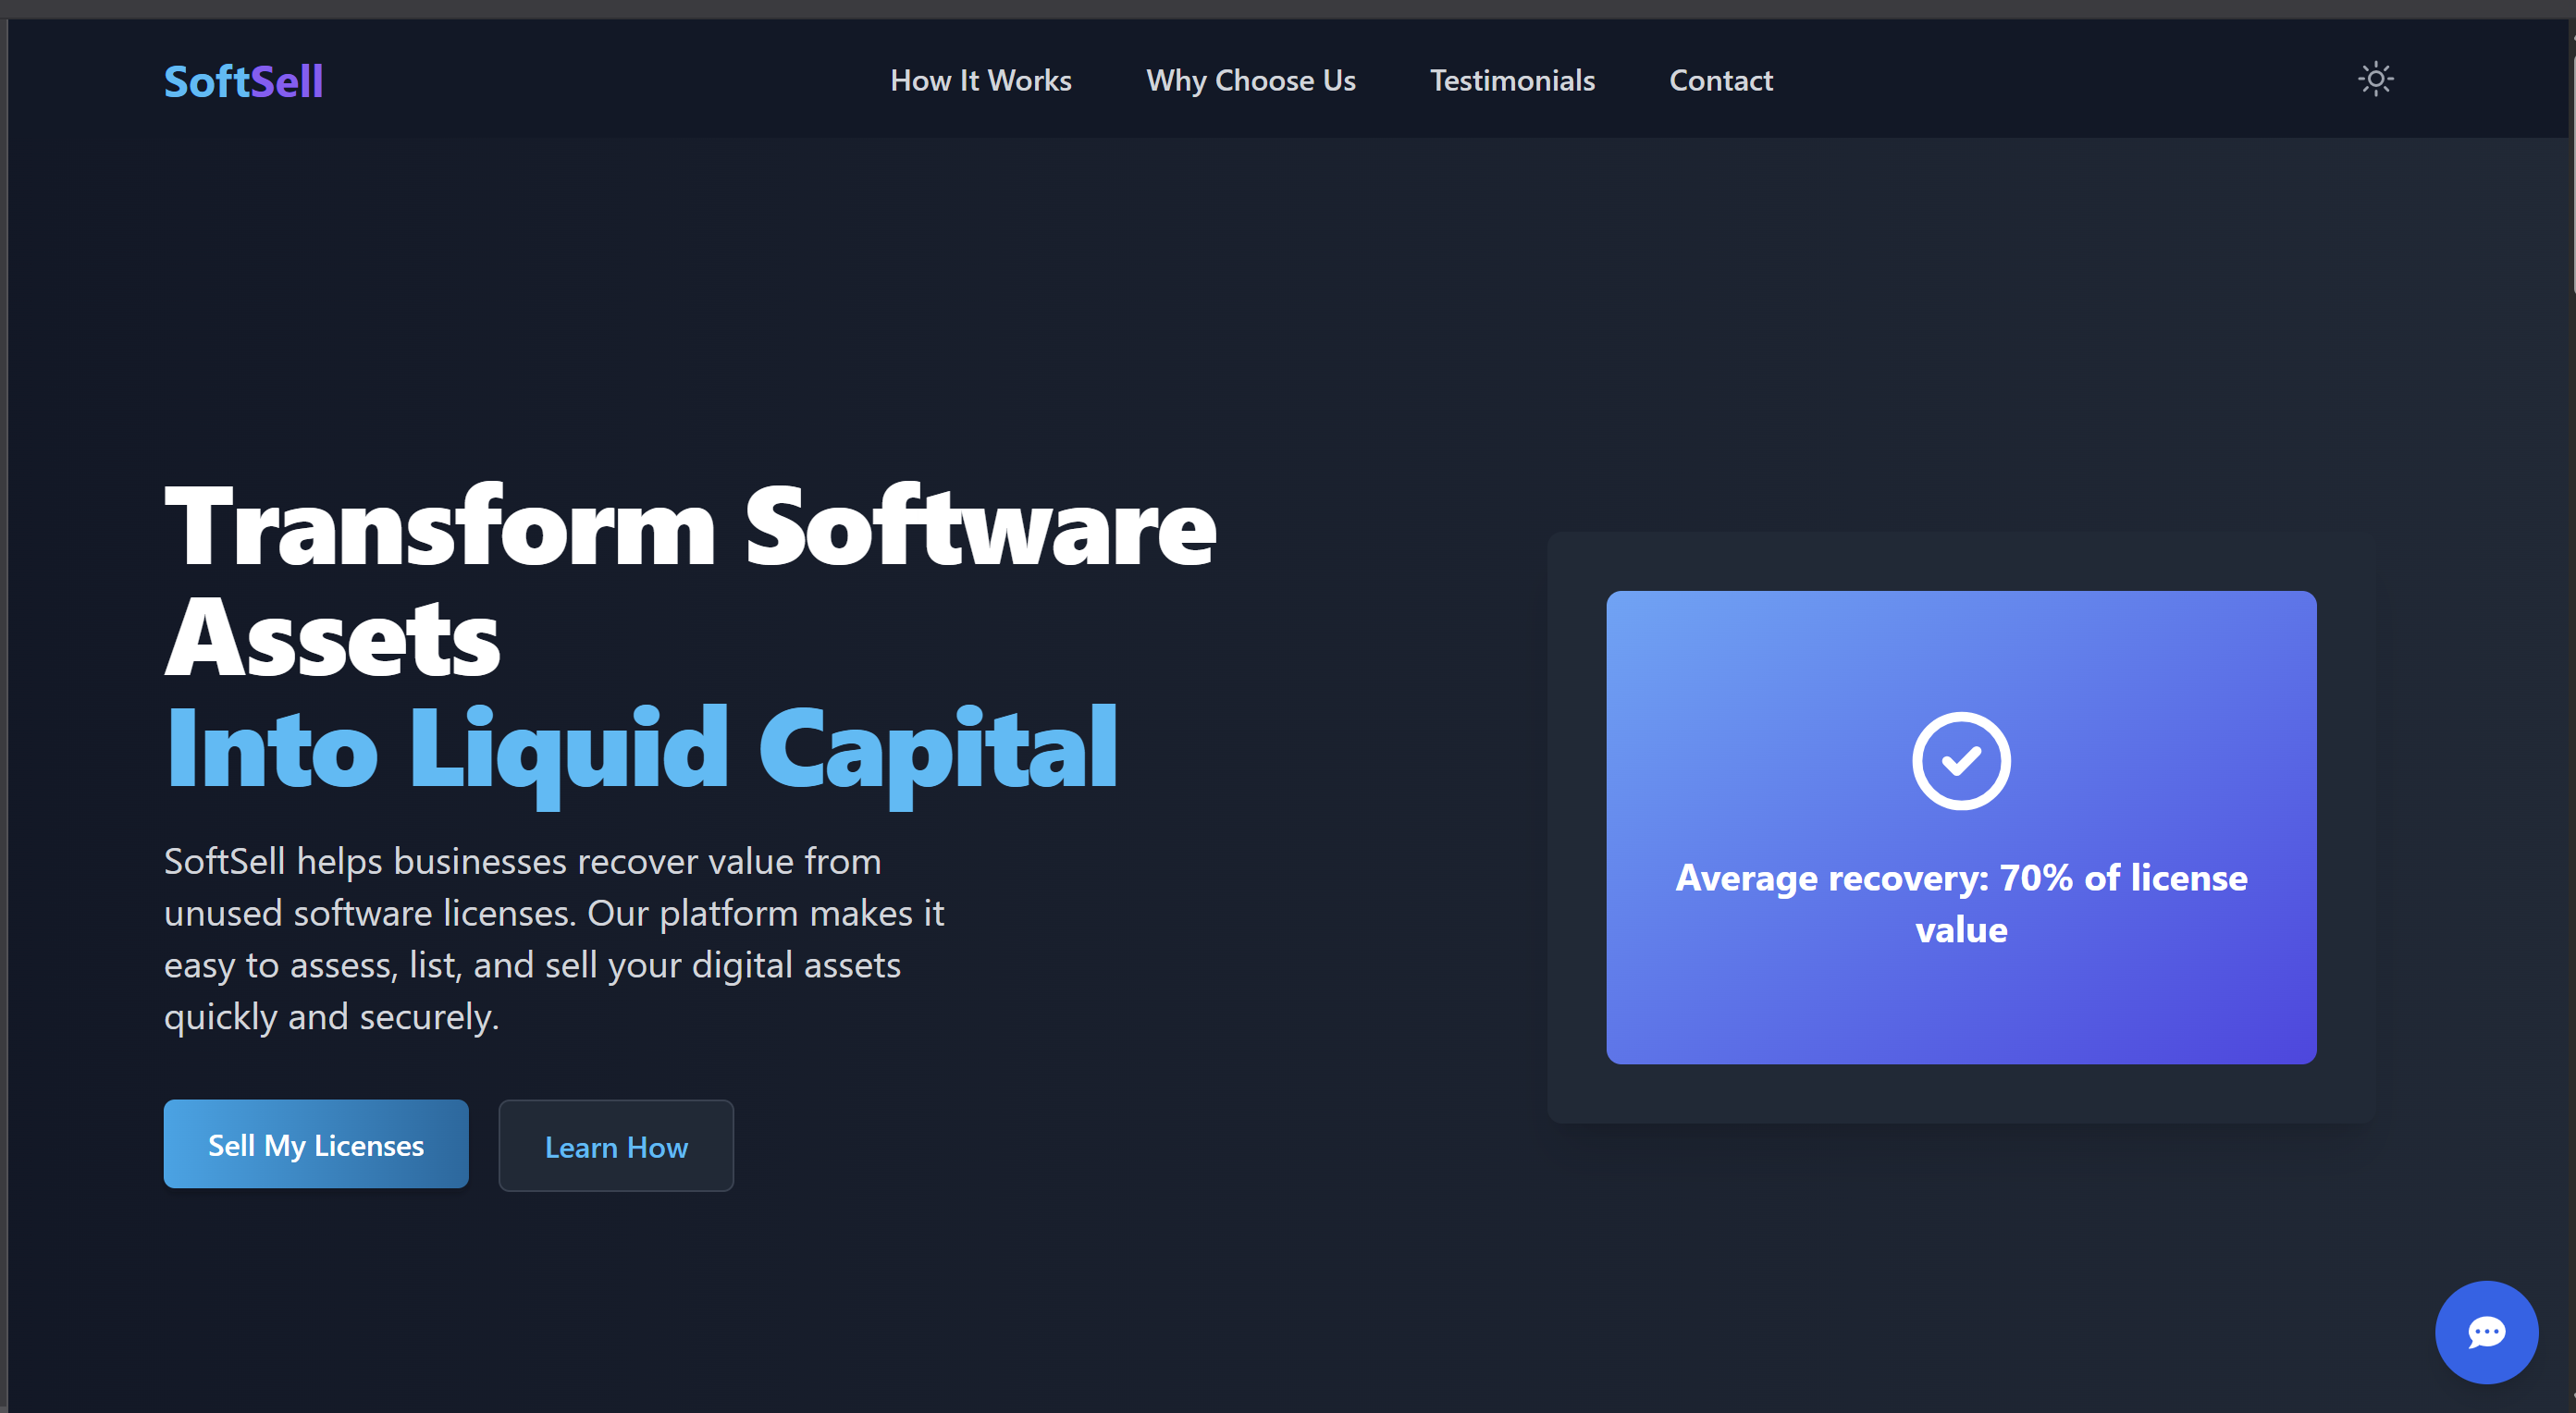 SoftSell
How It Works
Why Choose Us
Testimonials
Contact
Transform Software
Assets
Into Liquid Capital
SoftSell helps businesses recover value from
unused software licenses. Our platform makes it
easy to assess, list, and sell your digital assets
quickly and securely.
Sell My Licenses
Learn How
Average recovery: 70% of license
value